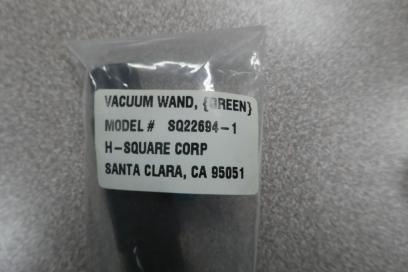 VACUUM WAND, {GREEN}
MODEL # SQ22694-1
H-SQUARE CORP
SANTA CLARA, CA 95051